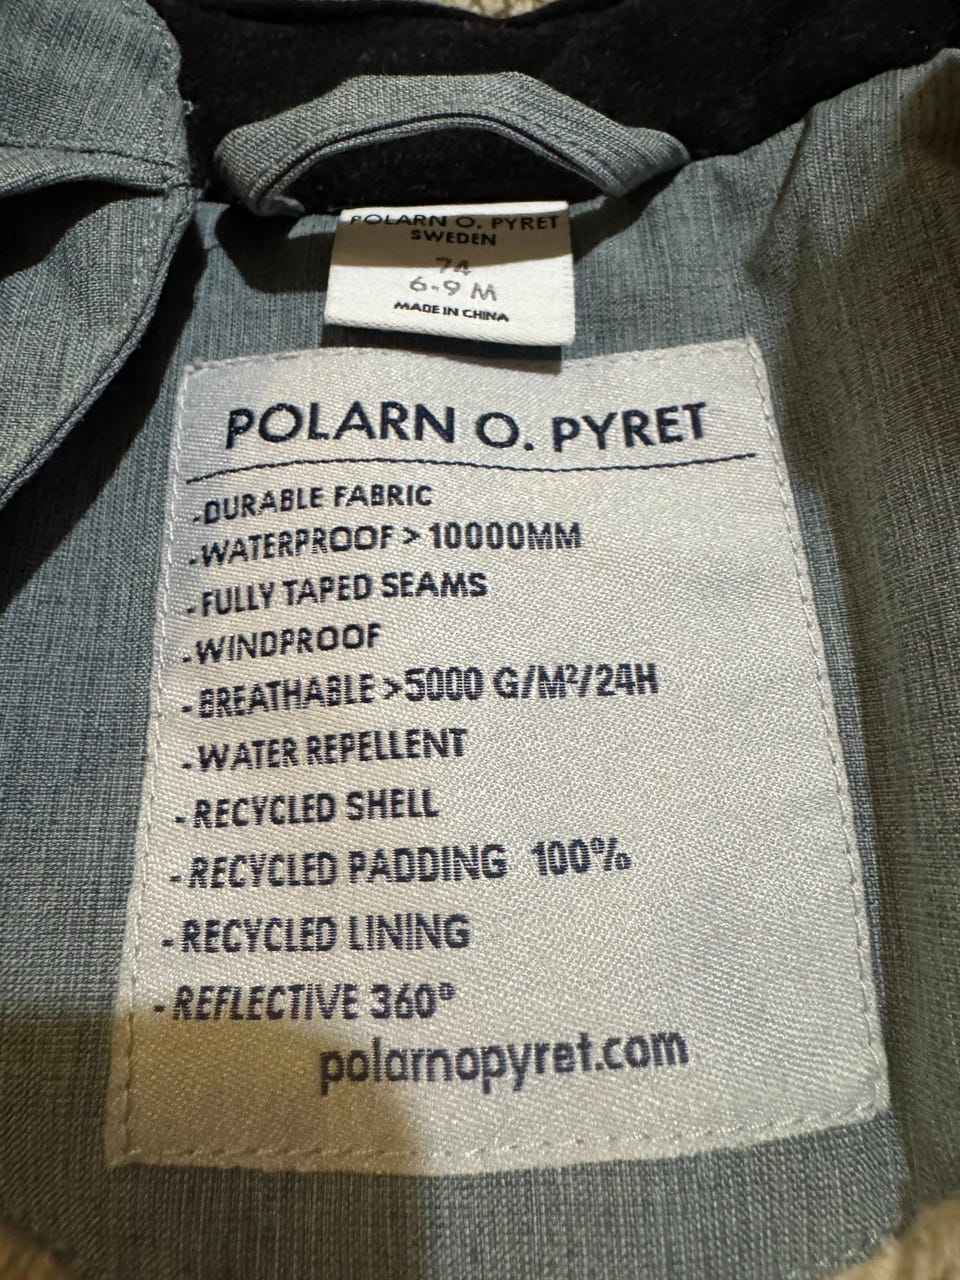 POLARN O. PYRET
SWEDEN
74
6-9 M
MADE IN CHINA
POLARN O. PYRET
-DURABLE FABRIC
-WATERPROOF > 10000MM
-FULLY TAPED SEAMS
-WINDPROOF
-BREATHABLE >5000 G/M²/24H
-WATER REPELLENT
-RECYCLED SHELL
-RECYCLED PADDING 100%
-RECYCLED LINING
-REFLECTIVE 360°
polarnopyret.com